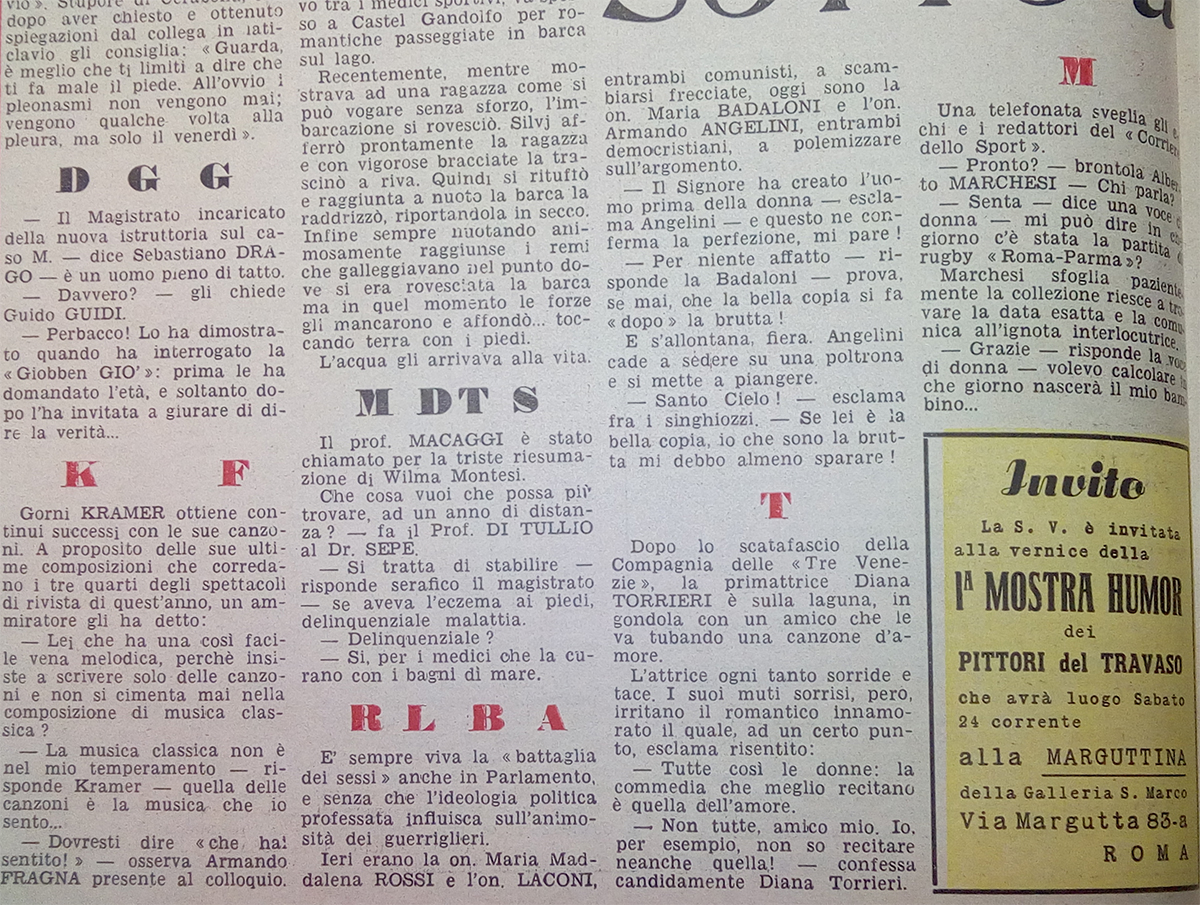 dopo aver chiesto e ottenuto
spiegazioni dal collega in lati-
clavio gli consiglia: « Guarda,
è meglio che ti limiti a dire che
ti fa male il piede. All'ovvio i
pleonasmi non vengono mai;
vengono qualche volta alla
pleura, ma solo il venerdì ».
D G G
— Il Magistrato incaricato
della nuova istruttoria sul ca-
so M. — dice Sebastiano DRA-
GO — è un uomo pieno di tatto.
— Davvero? — gli chiede
Guido GUIDI.
— Perbacco! Lo ha dimostra-
to quando ha interrogato la
« Giobben GIO' »: prima le ha
domandato l'età, e soltanto do-
po l'ha invitata a giurare di di-
re la verità...
K F
Gorni KRAMER ottiene con-
tinui successi con le sue canzo-
ni. A proposito delle sue ulti-
me composizioni che correda-
no i tre quarti degli spettacoli
di rivista di quest'anno, un am-
miratore gli ha detto:
— Lei che ha una così faci-
le vena melodica, perchè insi-
ste a scrivere solo delle canzo-
ni e non si cimenta mai nella
composizione di musica clas-
sica ?
— La musica classica non è
nel mio temperamento — ri-
sponde Kramer — quella delle
canzoni è la musica che io
sento...
— Dovresti dire « che hai
sentito! » — osserva Armando
FRAGNA presente al colloquio.
vo tra i medici sportivi,
so a Castel Gandolfo per ro-
mantiche passeggiate in barca
sul lago.
Recentemente, mentre mo-
strava ad una ragazza come si
può vogare senza sforzo, l'im-
barcazione si rovesciò. Silvj af-
ferrò prontamente la ragazza
e con vigorose bracciate la tra-
scinò a riva. Quindi si rituffò
e raggiunta a nuoto la barca la
raddrizzò, riportandola in secco.
Infine sempre nuotando ani-
mosamente raggiunse i remi
che galleggiavano nel punto do-
ve si era rovesciata la barca
ma in quel momento le forze
gli mancarono e affondò... toc-
cando terra con i piedi.
L'acqua gli arrivava alla vita.
M DT S
Il prof. MACAGGI è stato
chiamato per la triste riesuma-
zione di Wilma Montesi.
Che cosa vuoi che possa più
trovare, ad un anno di distan-
za ? — fa il Prof. DI TULLIO
al Dr. SEPE.
— Si tratta di stabilire —
risponde serafico il magistrato
— se aveva l'eczema ai piedi,
delinquenziale malattia.
— Delinquenziale ?
— Si, per i medici che la cu-
rano con i bagni di mare.
R L B A
E' sempre viva la « battaglia
dei sessi » anche in Parlamento,
e senza che l'ideologia politica
professata influisca sull'animo-
sità dei guerriglieri.
Ieri erano la on. Maria Mad-
dalena ROSSI e l'on. LACONI,
entrambi comunisti, a scam-
biarsi frecciate, oggi sono la
on. Maria BADALONI e l'on.
Armando ANGELINI, entrambi
democristiani, a polemizzare
sull'argomento.
— Il Signore ha creato l'uo-
mo prima della donna — escla-
ma Angelini — e questo ne con-
ferma la perfezione, mi pare !
— Per niente affatto — ri-
sponde la Badaloni — prova,
se mai, che la bella copia si fa
« dopo » la brutta !
E s'allontana, fiera. Angelini
cade a sedere su una poltrona
e si mette a piangere.
— Santo Cielo ! — esclama
fra i singhiozzi. — Se lei è la
bella copia, io che sono la brut-
ta mi debbo almeno sparare !
T
Dopo lo scatafascio della
Compagnia delle « Tre Vene-
zie », la primattrice Diana
TORRIERI è sulla laguna, in
gondola con un amico che le
va tubando una canzone d'a-
more.
L'attrice ogni tanto sorride e
tace. I suoi muti sorrisi, pero,
irritano il romantico innamo-
rato il quale, ad un certo pun-
to, esclama risentito:
— Tutte così le donne: la
commedia che meglio recitano
è quella dell'amore.
— Non tutte, amico mio. Io,
per esempio, non so recitare
neanche quella! — confessa
candidamente Diana Torrieri.
M
Una telefonata sveglia gli
chi e i redattori del « Corriere
dello Sport ».
— Pronto? — brontola Alber-
to MARCHESI — Chi parla?
— Senta — dice una voce
donna — mi può dire in
giorno c'è stata la partita
rugby « Roma-Parma »?
Marchesi sfoglia paziente-
mente la collezione riesce a tro-
vare la data esatta e la comu-
nica all'ignota interlocutrice.
— Grazie — risponde la voce
di donna — volevo calcolare
che giorno nascerà il mio bam-
bino...
Invito
La S. V. è invitata
alla vernice della
1ª MOSTRA HUMOR
dei
PITTORI del TRAVASO
che avrà luogo Sabato
24 corrente
alla MARGUTTINA
della Galleria S. Marco
Via Margutta 83-a
ROMA